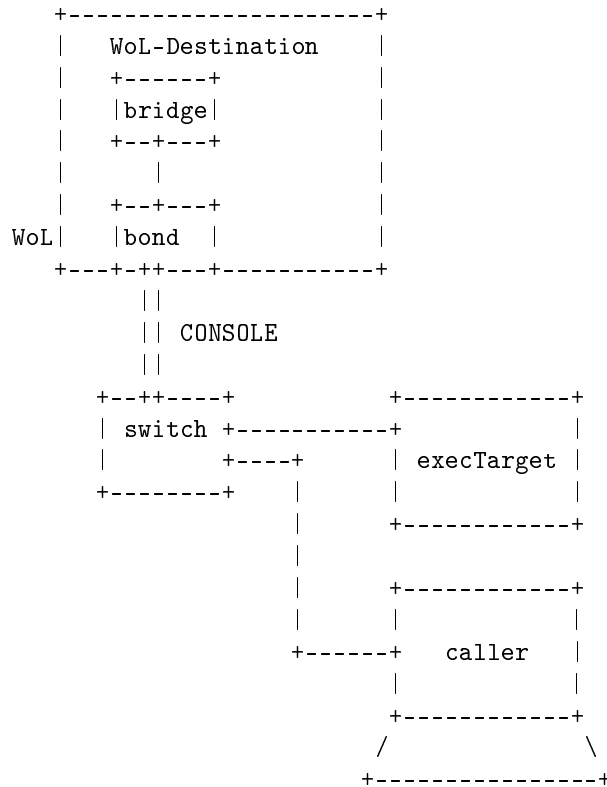 WoL-Destination
bridge
WoL
bond
CONSOLE
switch
execTarget
caller